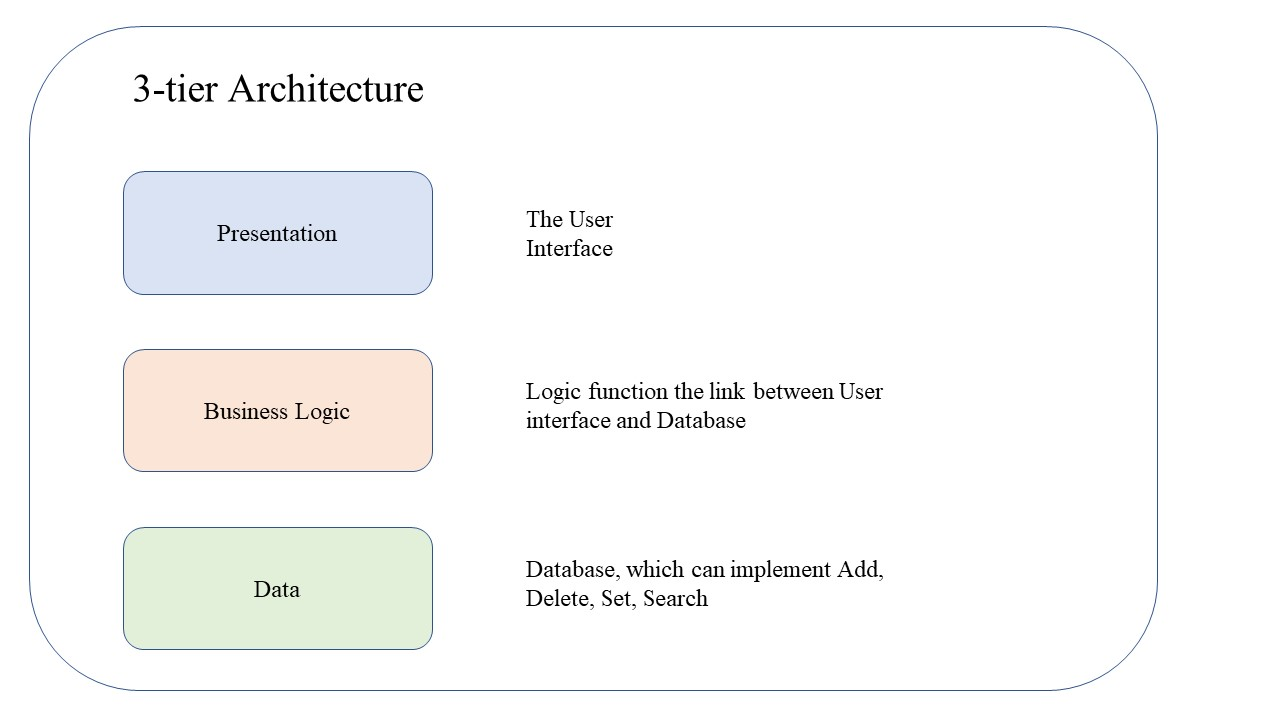 3-tier Architecture
Presentation
The User
Interface
Business Logic
Logic function the link between User
interface and Database
Data
Database, which can implement Add,
Delete, Set, Search